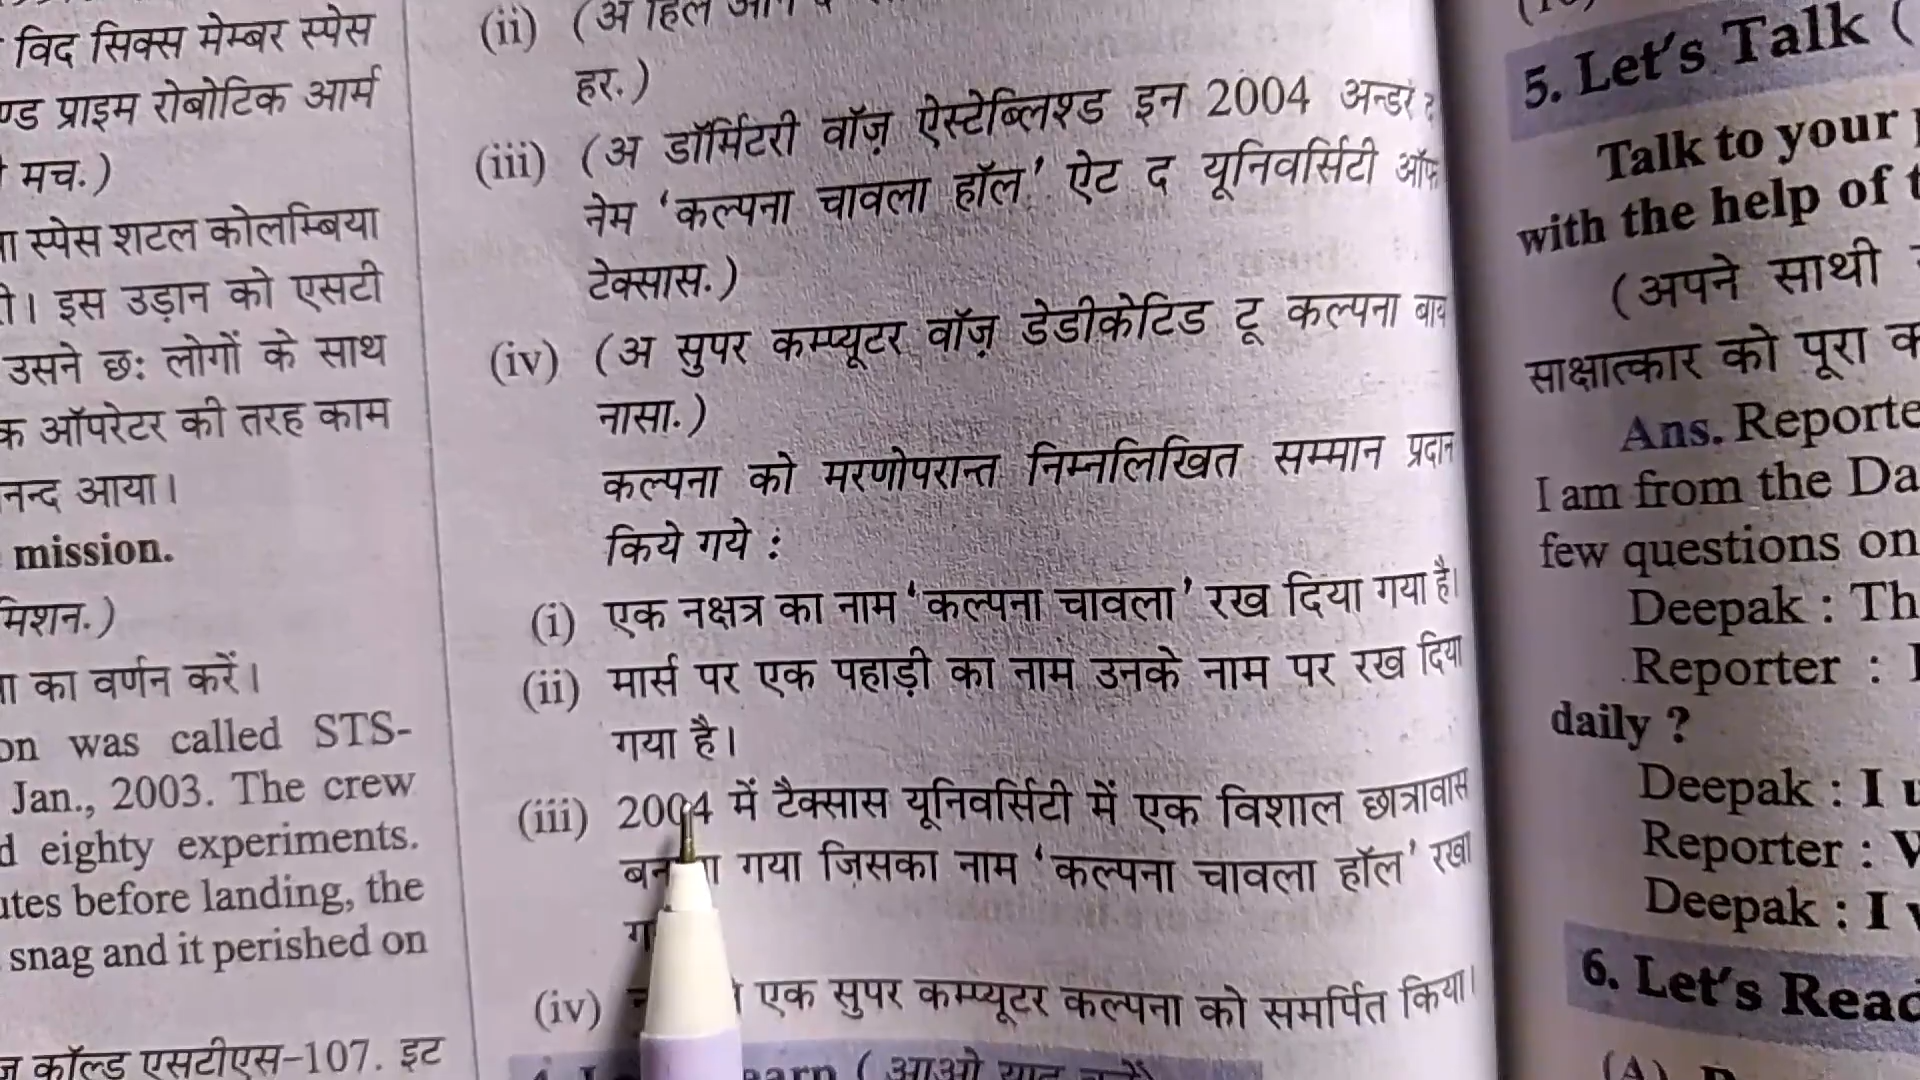 विद सिक्स मेम्बर स्पेस
ण्ड प्राइम रोबोटिक आर्म
मच.)
स्पेस शटल कोलम्बिया
इस उड़ान को एसटी
उसने छः लोगों के साथ
क ऑपरेटर की तरह काम
नन्द आया।
mission.
मिशन.)
का वर्णन करें।
on was called STS-
Jan., 2003. The crew
d eighty experiments.
utes before landing, the
snag and it perished on
कॉल्ड एसटीएस-107. इट
(ii) (अ हिल
हर.)
(iii) (अ डॉर्मिटरी वॉज़ ऐस्टेब्लिश्ड इन 2004 अन्डर
नेम ‘कल्पना चावला हॉल’ ऐट द यूनिवर्सिटी ऑफ
टेक्सास.)
(iv) (अ सुपर कम्प्यूटर वॉज़ डेडीकेटिड टू कल्पना बाय
नासा.)
कल्पना को मरणोपरान्त निम्नलिखित सम्मान प्रदान
किये गये :
(i) एक नक्षत्र का नाम ‘कल्पना चावला’ रख दिया गया है।
(ii) मार्स पर एक पहाड़ी का नाम उनके नाम पर रख दिया
गया है।
(iii) 2004 में टैक्सास यूनिवर्सिटी में एक विशाल छात्रावास
गया जिसका नाम ‘कल्पना चावला हॉल’ रखा
(iv) एक सुपर कम्प्यूटर कल्पना को समर्पित किया।
5. Let's Talk (
Talk to your
with the help of
(अपने साथी
साक्षात्कार को पूरा
Ans. Reporte
I am from the Da
few questions on
Deepak : Th
Reporter :
daily ?
Deepak : I
Reporter :
Deepak : I
6. Let's Read
(A)